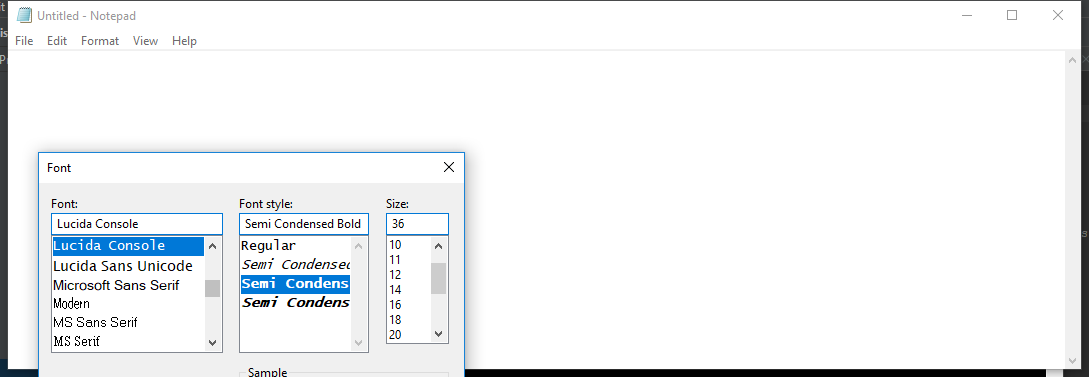 Untitled - Notepad
File Edit Format View Help
Font
Font: Font style: Size:
Lucida Console Semi Condensed Bold 36
Lucida Console
Lucida Sans Unicode
Microsoft Sans Serif
Modern
MS Sans Serif
MS Serif
Regular
Semi Condensed
Semi Condens
Semi Condens
10
11
12
14
16
18
20
Sample